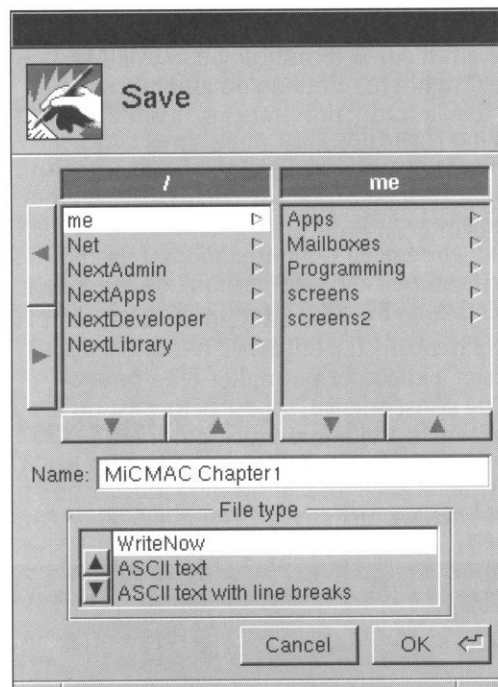 Save
/
me
me
Net
NextAdmin
NextApps
NextDeveloper
NextLibrary
Apps
Mailboxes
Programming
screens
screens2
Name: MiCMAC Chapter1
File type
WriteNow
ASCII text
ASCII text with line breaks
Cancel
OK